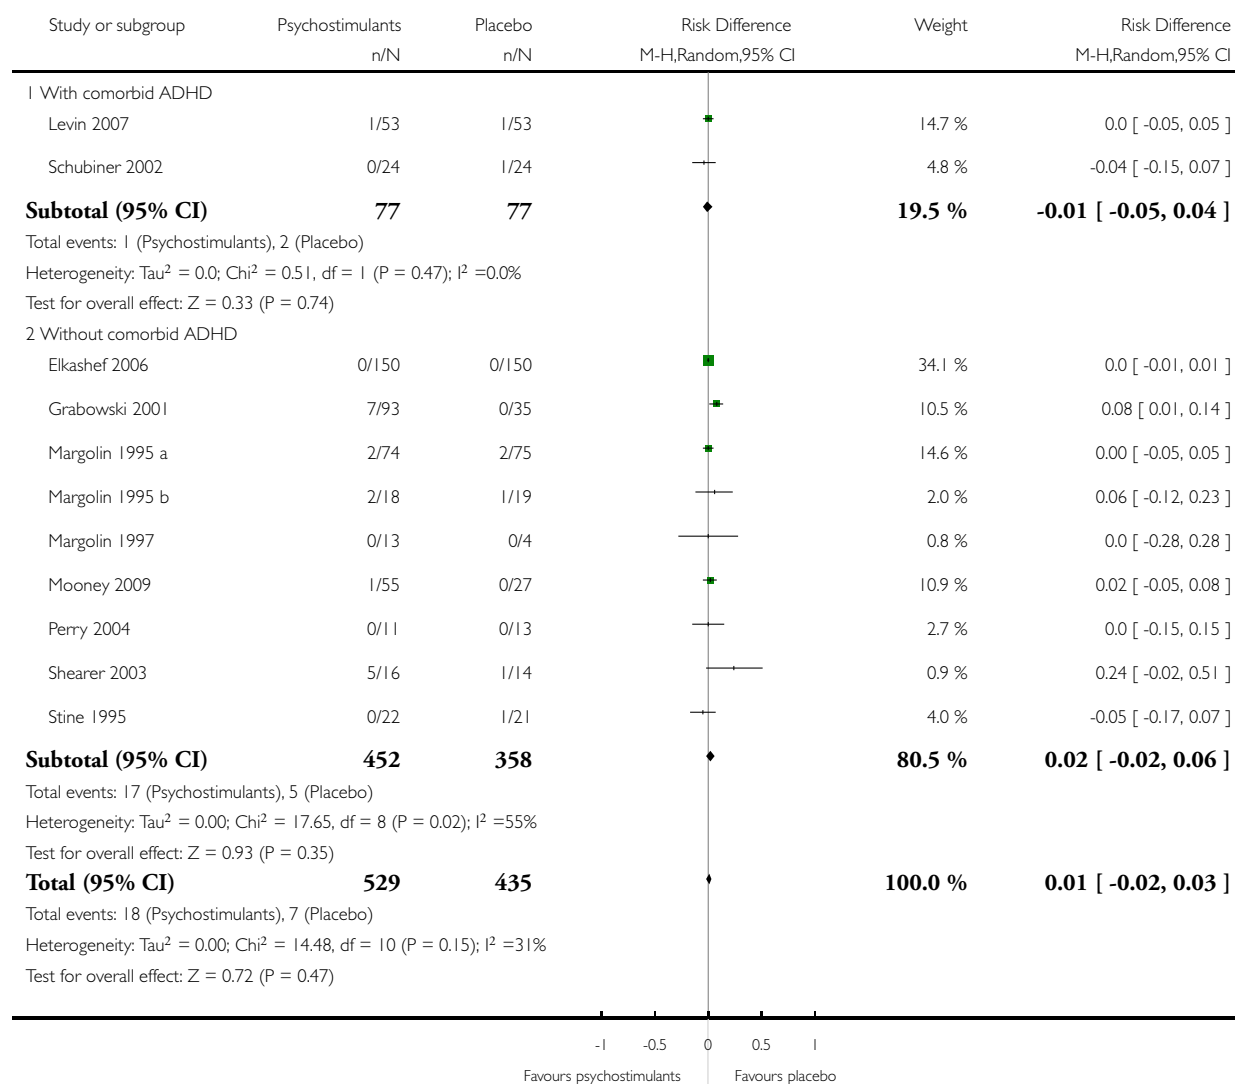 Study or subgroup Psychostimulants Placebo Risk Difference Weight Risk Difference
n/N n/N M-H,Random,95% CI M-H,Random,95% CI
1 With comorbid ADHD
Levin 2007 1/53 1/53 14.7 % 0.0 [ -0.05, 0.05 ]
Schubiner 2002 0/24 1/24 4.8 % -0.04 [ -0.15, 0.07 ]
Subtotal (95% CI) 77 77 19.5 % -0.01 [ -0.05, 0.04 ]
Total events: 1 (Psychostimulants), 2 (Placebo)
Heterogeneity: Tau² = 0.0; Chi² = 0.51, df = 1 (P = 0.47); I² =0.0%
Test for overall effect: Z = 0.33 (P = 0.74)
2 Without comorbid ADHD
Elkashef 2006 0/150 0/150 34.1 % 0.0 [ -0.01, 0.01 ]
Grabowski 2001 7/93 0/35 10.5 % 0.08 [ 0.01, 0.14 ]
Margolin 1995 a 2/74 2/75 14.6 % 0.00 [ -0.05, 0.05 ]
Margolin 1995 b 2/18 1/19 2.0 % 0.06 [ -0.12, 0.23 ]
Margolin 1997 0/13 0/4 0.8 % 0.0 [ -0.28, 0.28 ]
Mooney 2009 1/55 0/27 10.9 % 0.02 [ -0.05, 0.08 ]
Perry 2004 0/11 0/13 2.7 % 0.0 [ -0.15, 0.15 ]
Shearer 2003 5/16 1/14 0.9 % 0.24 [ -0.02, 0.51 ]
Stine 1995 0/22 1/21 4.0 % -0.05 [ -0.17, 0.07 ]
Subtotal (95% CI) 452 358 80.5 % 0.02 [ -0.02, 0.06 ]
Total events: 17 (Psychostimulants), 5 (Placebo)
Heterogeneity: Tau² = 0.00; Chi² = 17.65, df = 8 (P = 0.02); I² =55%
Test for overall effect: Z = 0.93 (P = 0.35)
Total (95% CI) 529 435 100.0 % 0.01 [ -0.02, 0.03 ]
Total events: 18 (Psychostimulants), 7 (Placebo)
Heterogeneity: Tau² = 0.00; Chi² = 14.48, df = 10 (P = 0.15); I² =31%
Test for overall effect: Z = 0.72 (P = 0.47)
-1 -0.5 0 0.5 1
Favours psychostimulants Favours placebo